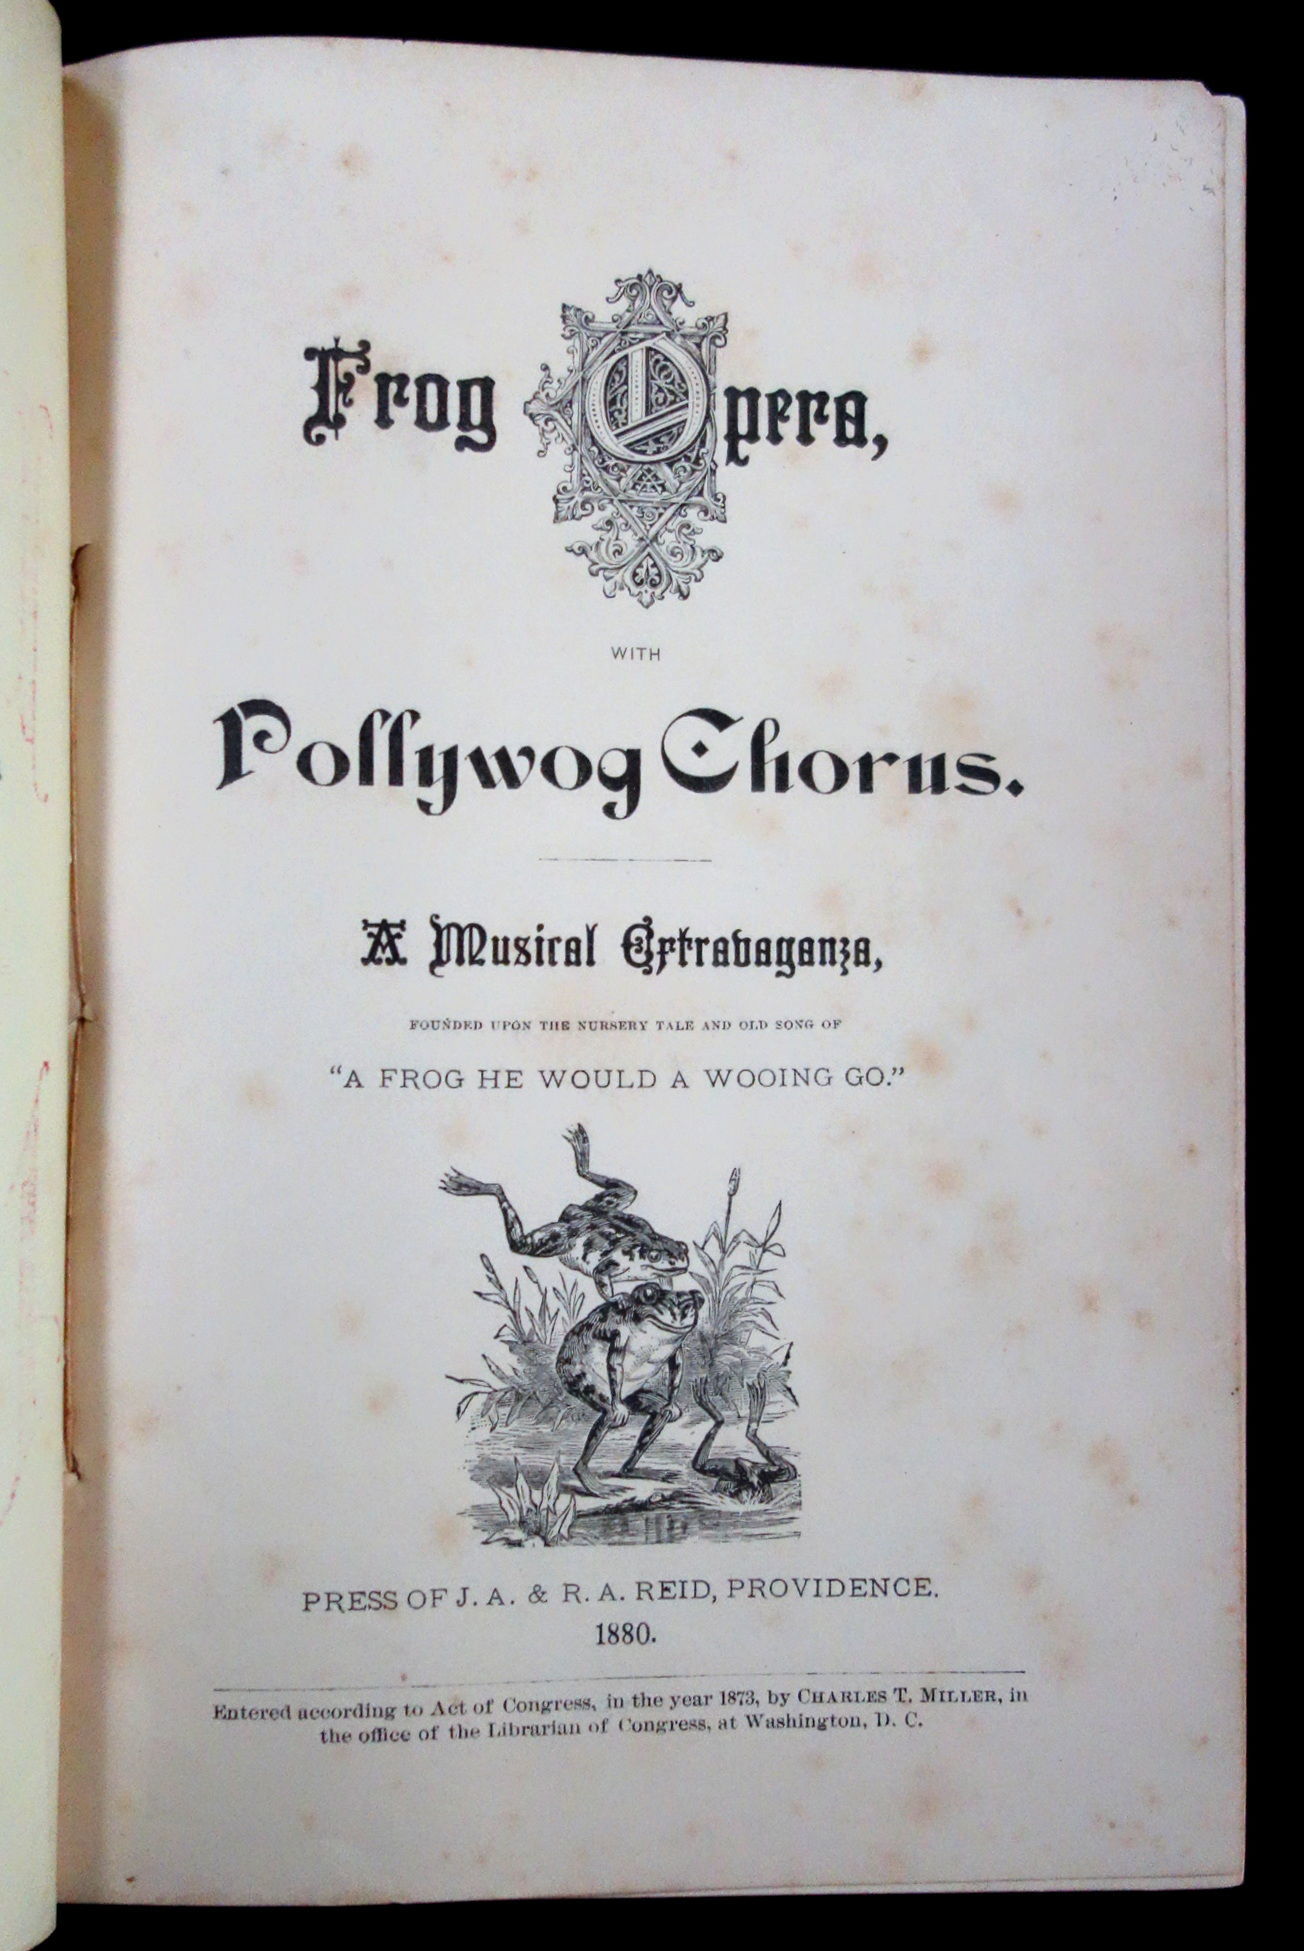 Frog Opera,
WITH
Pollywog Chorus.
A Musical Extravaganza,
FOUNDED UPON THE NURSERY TALE AND OLD SONG OF
"A FROG HE WOULD A WOOING GO."
PRESS OF J. A. & R. A. REID, PROVIDENCE.
1880.
Entered according to Act of Congress, in the year 1873, by CHARLES T. MILLER, in
the office of the Librarian of Congress, at Washington, D. C.